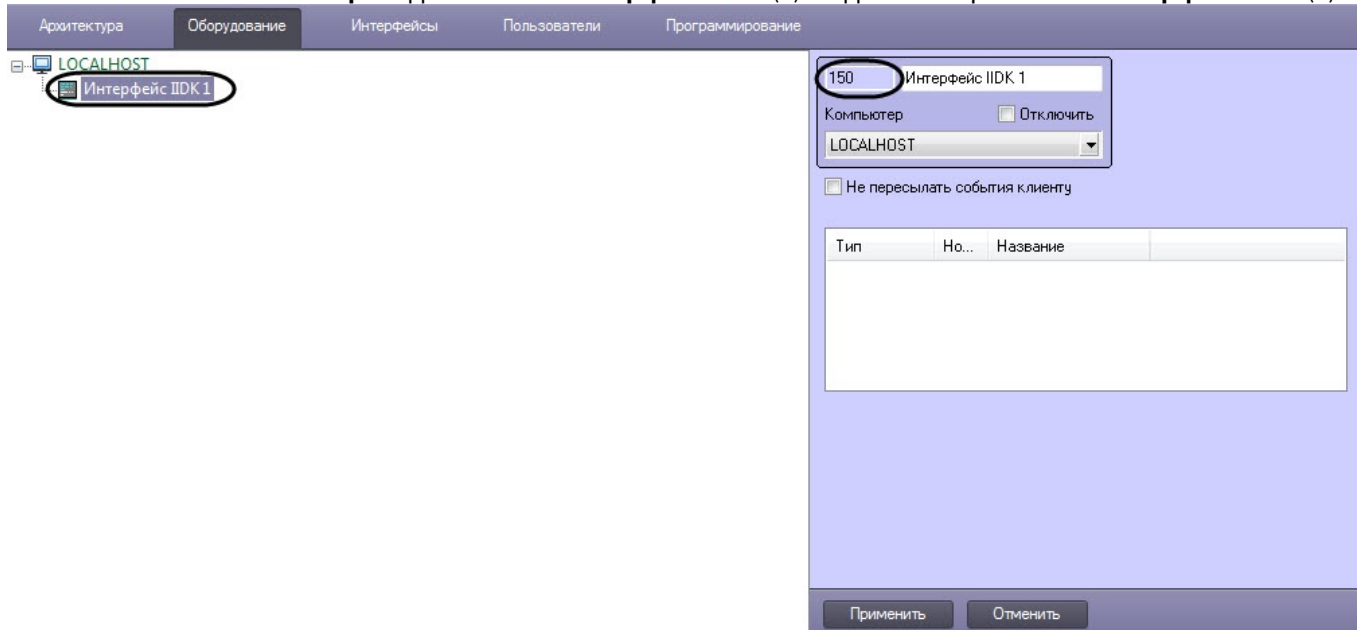 Архитектура Оборудование Интерфейсы Пользователи Программирование
LOCALHOST
Интерфейс IIDK 1
150 Интерфейс IIDK 1
Компьютер Отключить
LOCALHOST
Не пересылать события клиенту
Тип Но... Название
Применить Отменить